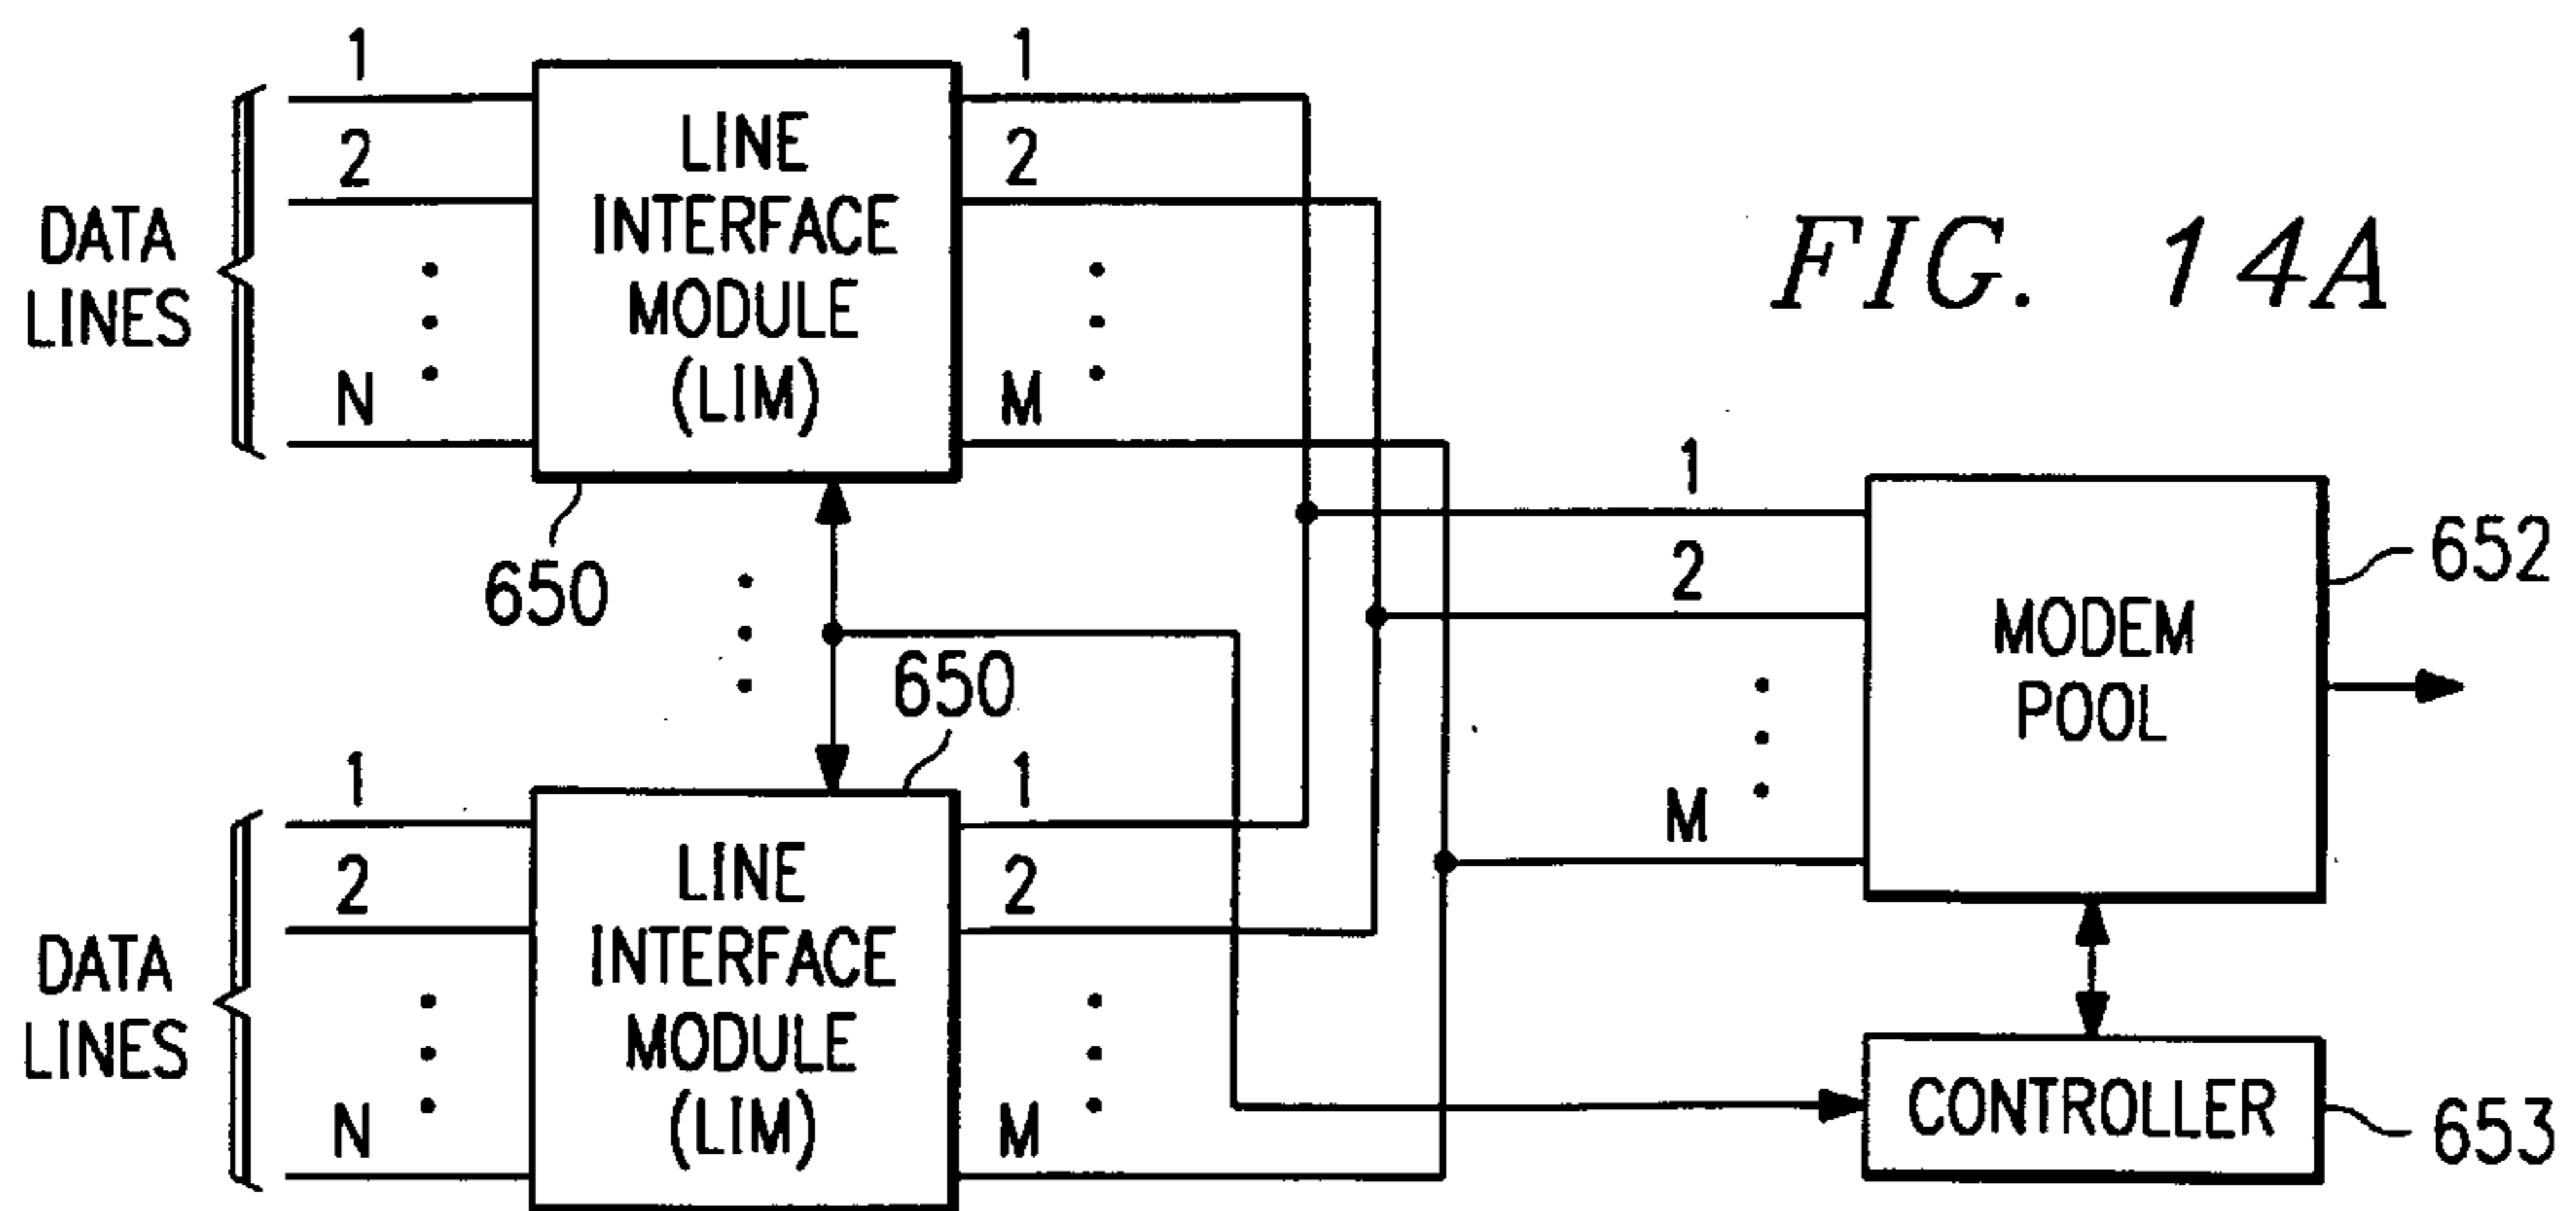 FIG. 14A
DATA
LINES
1
2
N
LINE
INTERFACE
MODULE
(LIM)
650
1
2
M
DATA
LINES
1
2
N
LINE
INTERFACE
MODULE
(LIM)
650
1
2
M
1
2
M
MODEM
POOL
652
CONTROLLER
653